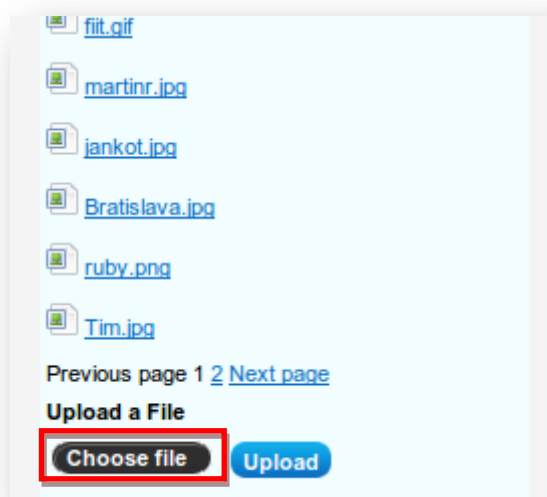 fiit.gif
martinr.jpg
jankot.jpg
Bratislava.jpg
ruby.png
Tim.jpg
Previous page 1 2 Next page
Upload a File
Choose file Upload